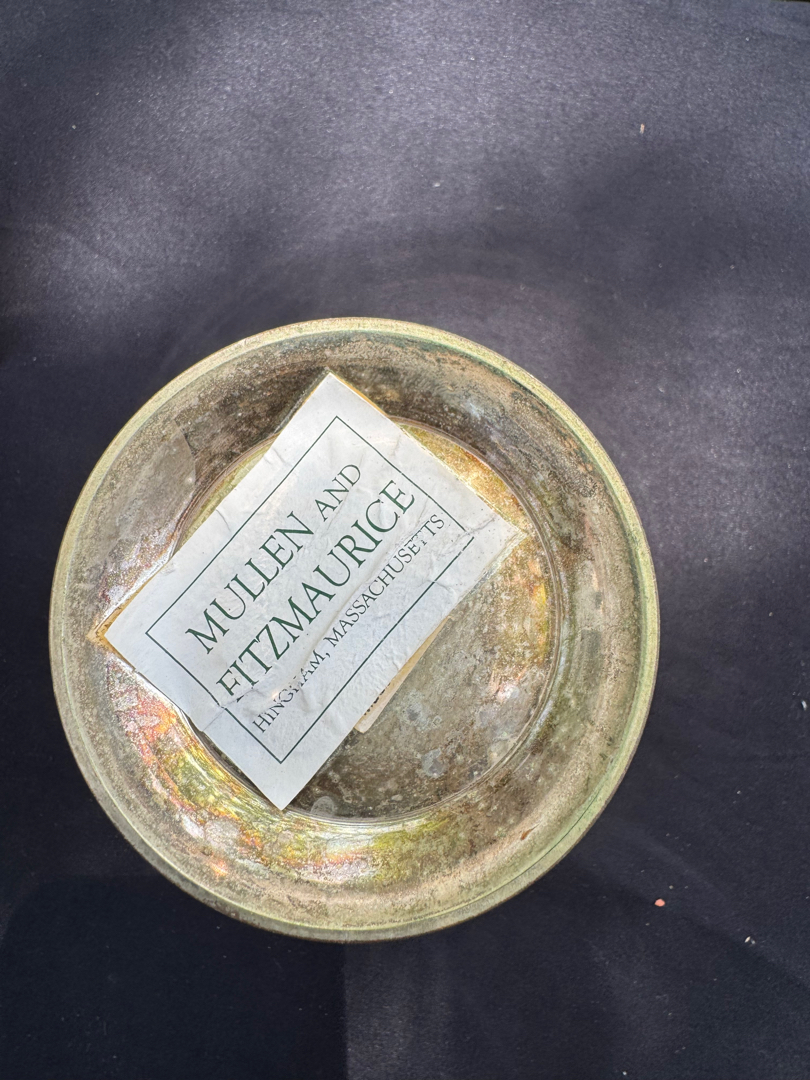 MULLEN AND
FITZMAURICE
HINGHAM, MASSACHUSETTS